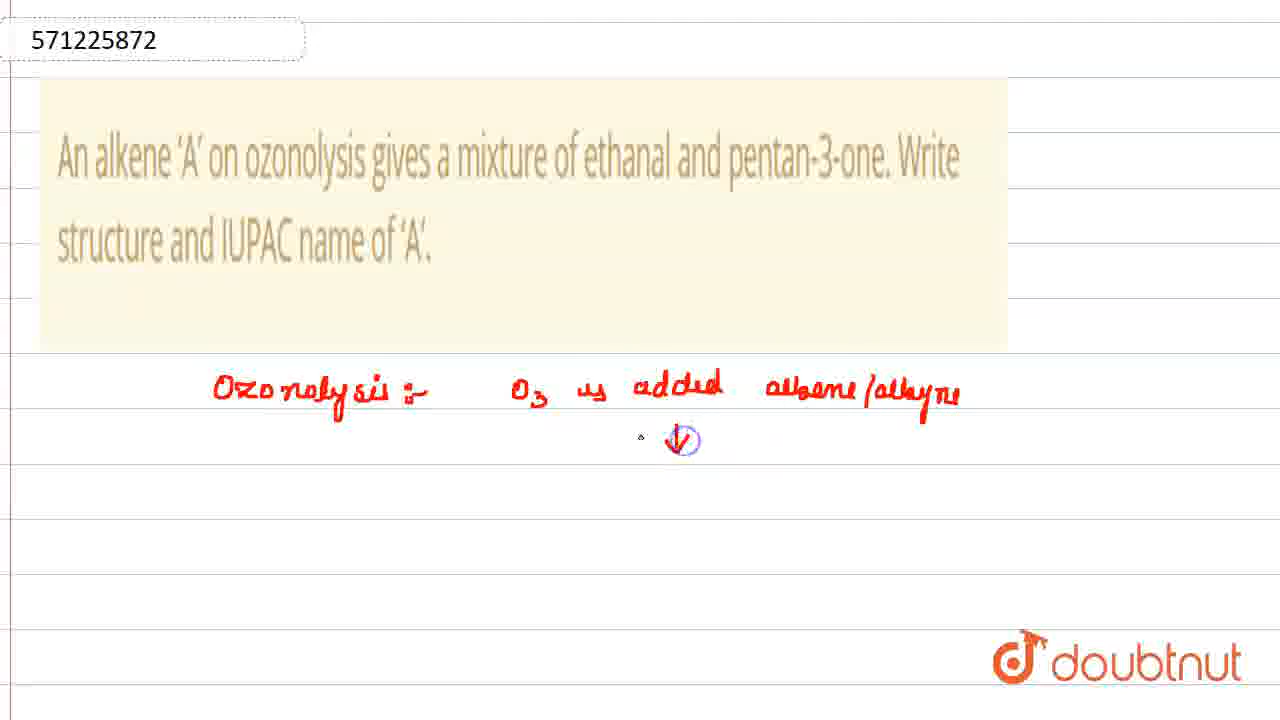 571225872
An alkene ‘A’ on ozonolysis gives a mixture of ethanal and pentan-3-one. Write
structure and IUPAC name of ‘A’.
Ozonolysis :- O3 is added alkene/alkyne
↓
doubtnut